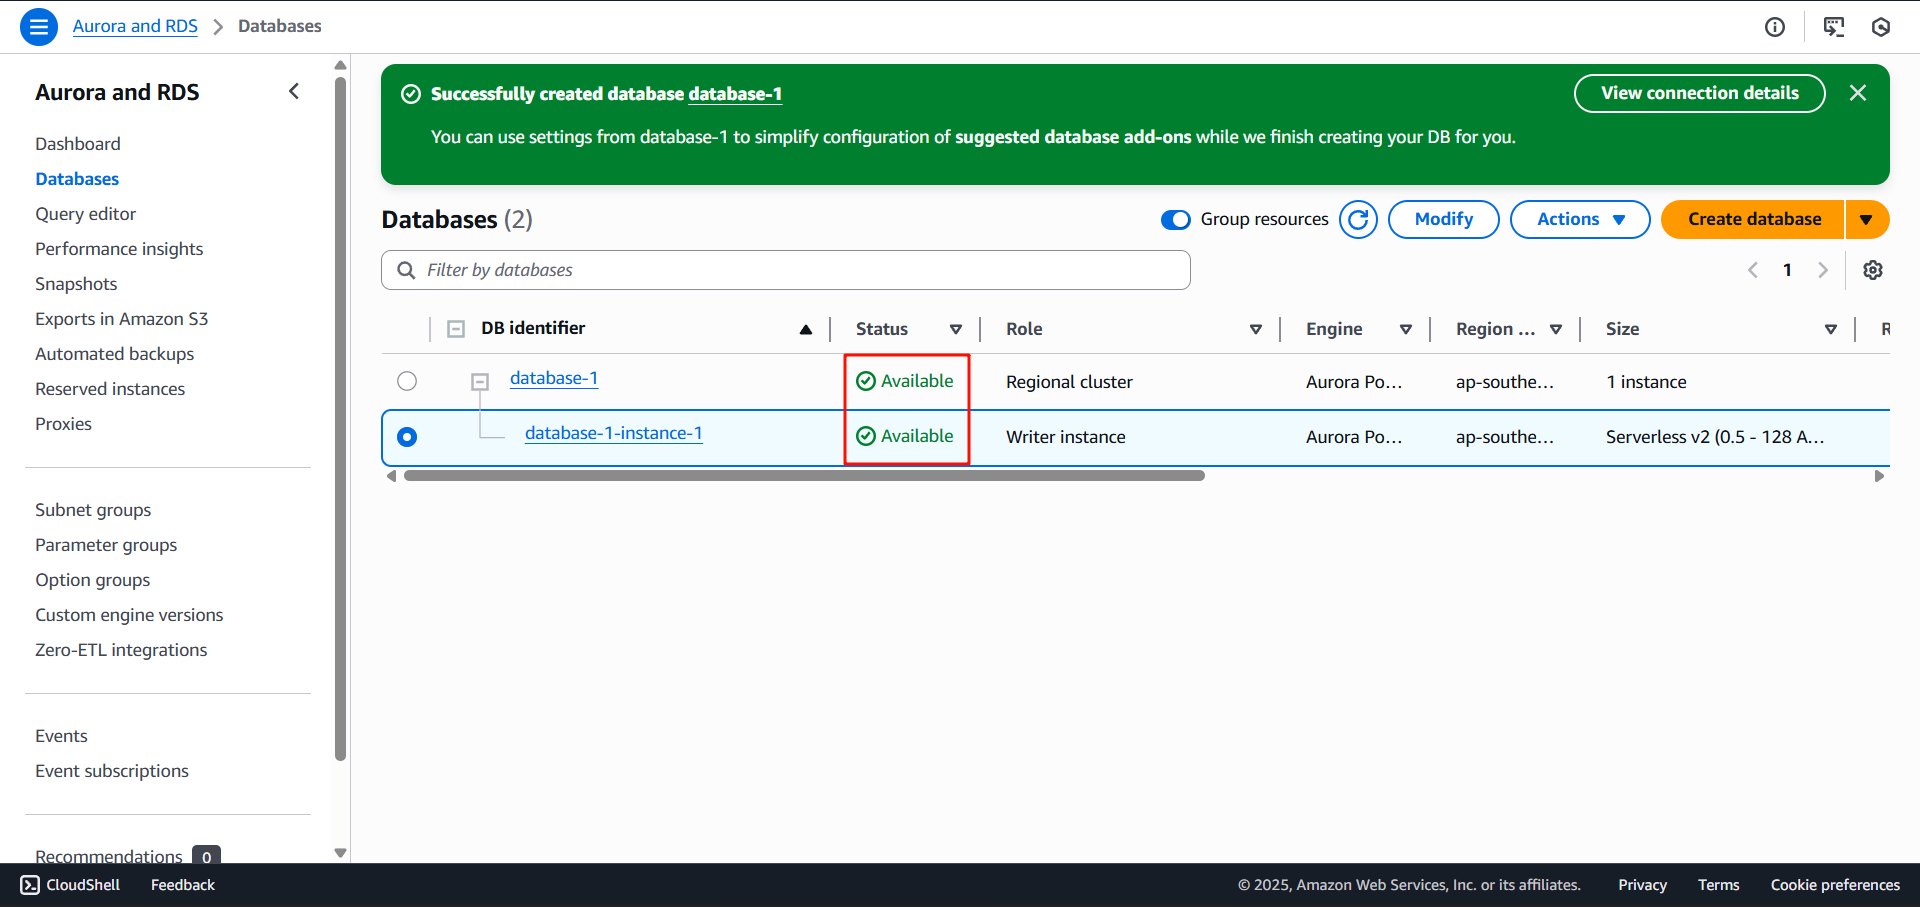 Aurora and RDS > Databases
Aurora and RDS
Dashboard
Databases
Query editor
Performance insights
Snapshots
Exports in Amazon S3
Automated backups
Reserved instances
Proxies
Subnet groups
Parameter groups
Option groups
Custom engine versions
Zero-ETL integrations
Events
Event subscriptions
Recommendations 0
Successfully created database database-1
View connection details
You can use settings from database-1 to simplify configuration of suggested database add-ons while we finish creating your DB for you.
Databases (2)
Group resources
Modify
Actions
Create database
Filter by databases
1
DB identifier Status Role Engine Region ... Size R
database-1 Available Regional cluster Aurora Po... ap-southe... 1 instance
database-1-instance-1 Available Writer instance Aurora Po... ap-southe... Serverless v2 (0.5 - 128 A...
CloudShell Feedback © 2025, Amazon Web Services, Inc. or its affiliates. Privacy Terms Cookie preferences